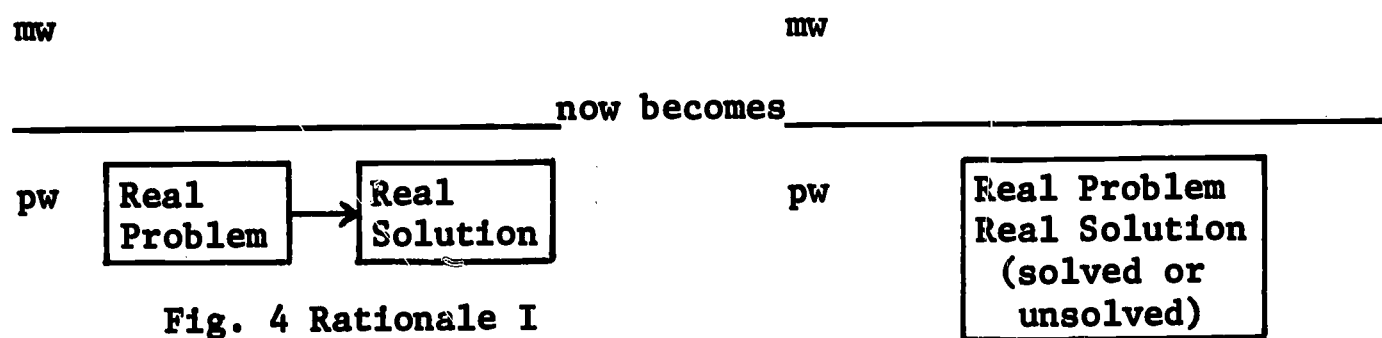 mw
mw
now becomes
pw
Real
Problem
Real
Solution
pw
Real Problem
Real Solution
(solved or
unsolved)
Fig. 4 Rationale I